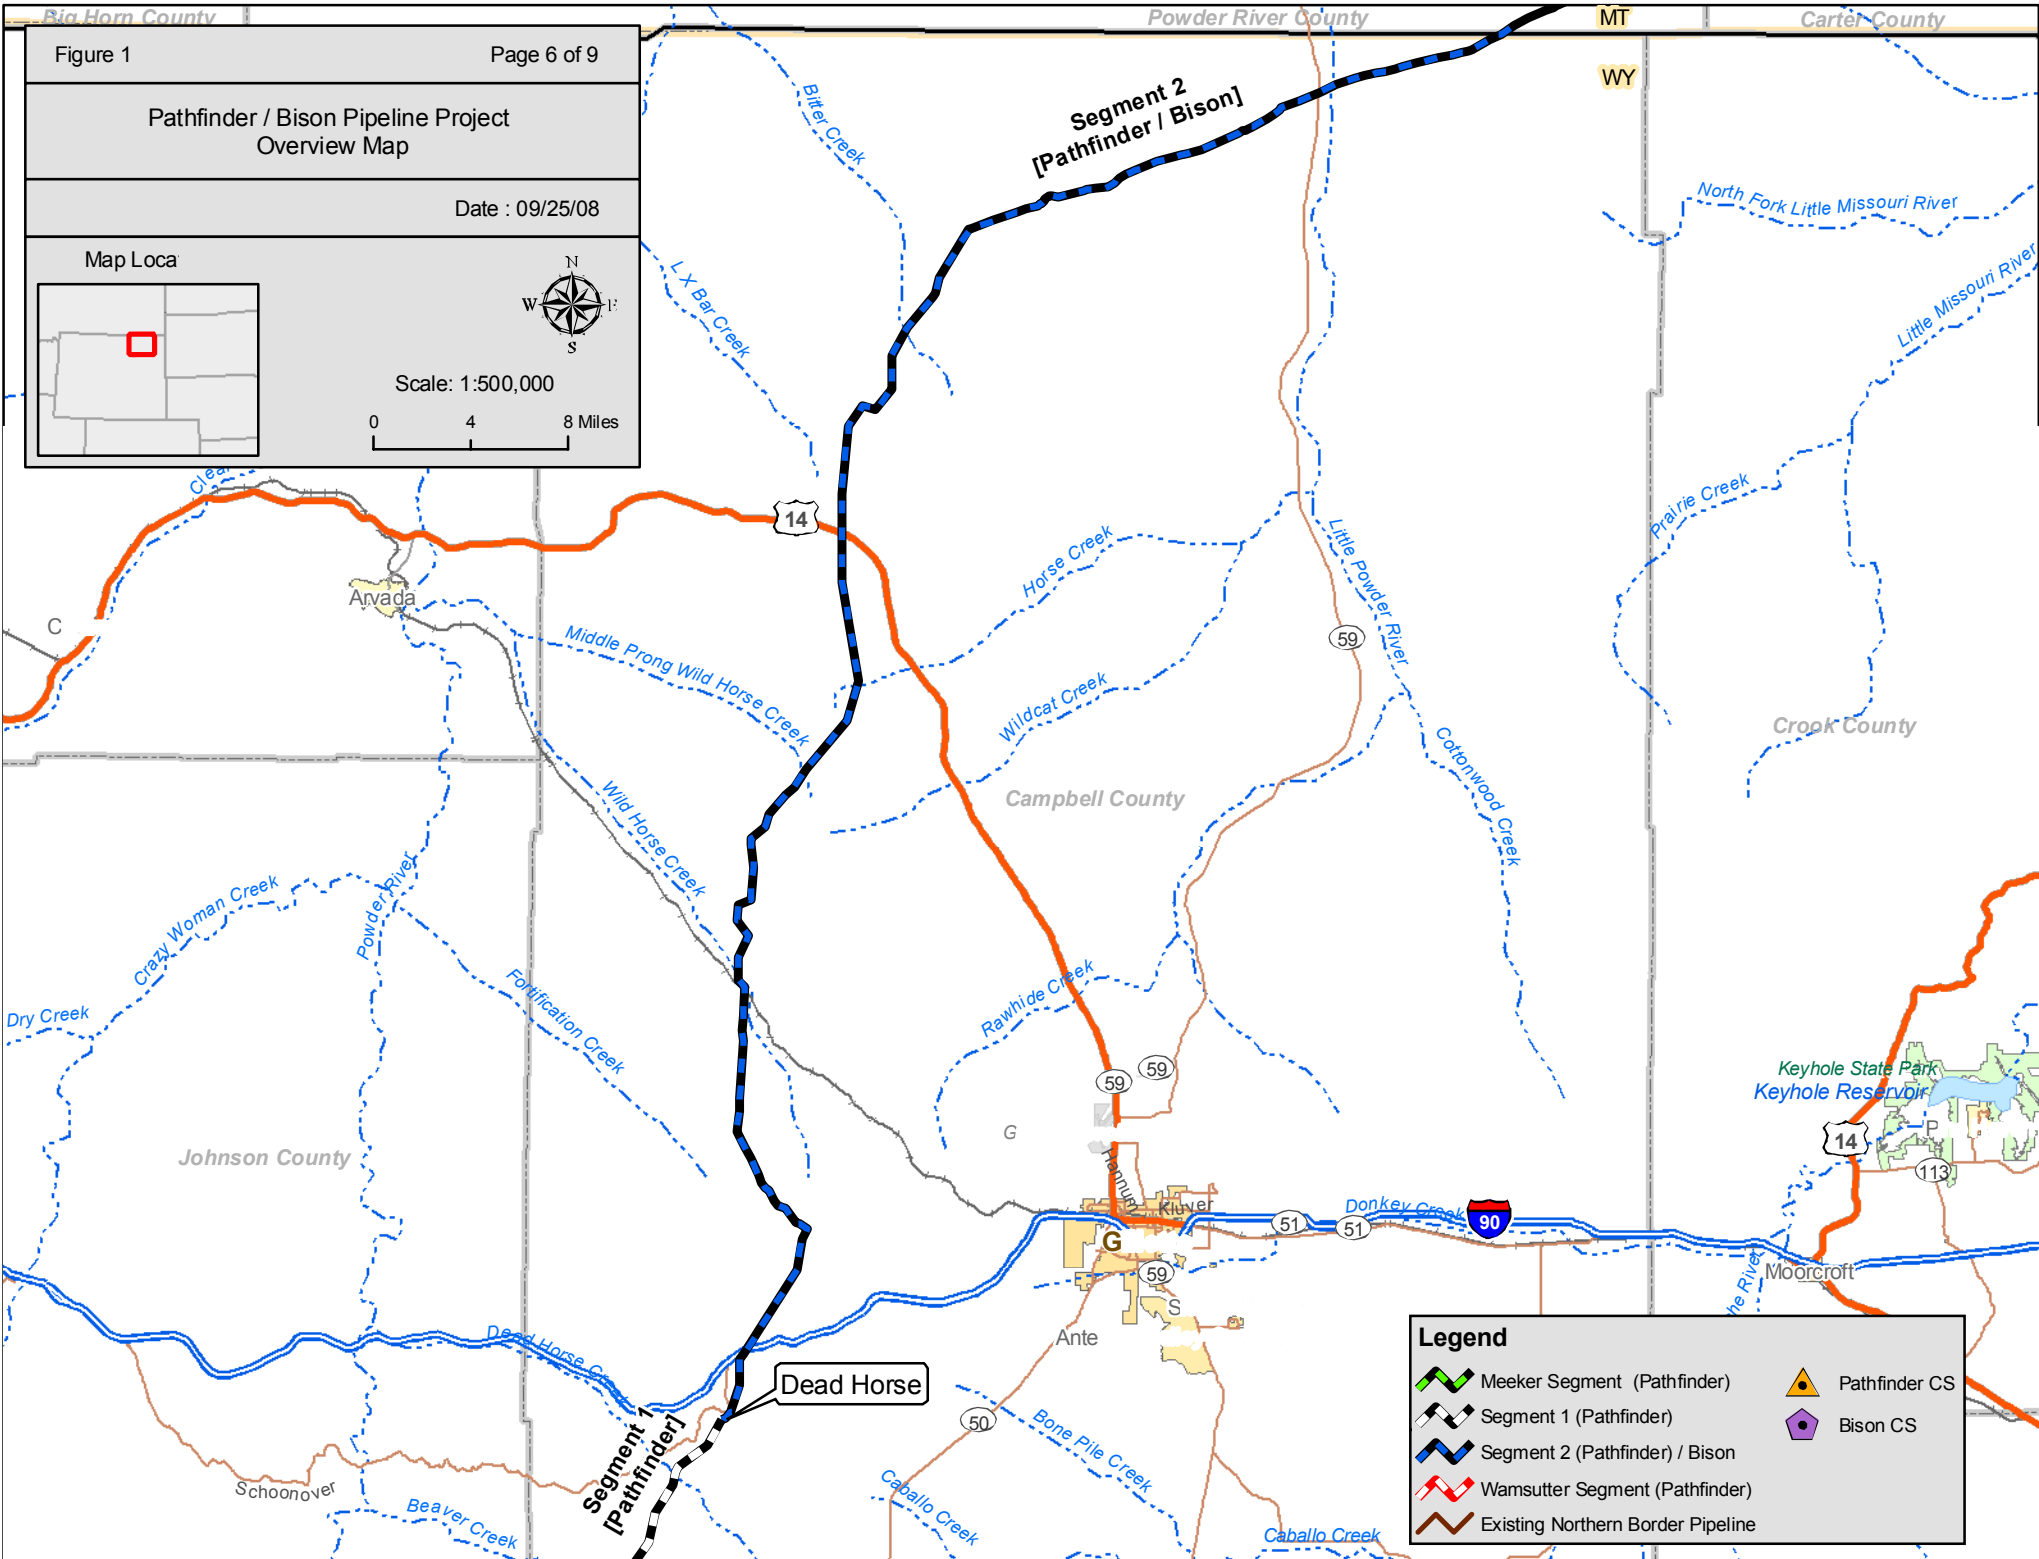 Big Horn County
Powder River County
MT
Carter County
WY
Figure 1
Page 6 of 9
Pathfinder / Bison Pipeline Project
Overview Map
Date : 09/25/08
Map Loca
N
W
S
Scale: 1:500,000
0 4 8 Miles
Bitter Creek
L X Bar Creek
Segment 2
[Pathfinder / Bison]
North Fork Little Missouri River
Little Missouri River
Prairie Creek
Clear
14
Arvada
C
Horse Creek
Little Powder River
59
Middle Prong Wild Horse Creek
Wildcat Creek
Cottonwood Creek
Crook County
Campbell County
Wild Horse Creek
Crazy Woman Creek
Powder River
Fortification Creek
Dry Creek
Rawhide Creek
59
59
Keyhole State Park
Keyhole Reservoir
14
P
113
G
Johnson County
Hannum
Kluver
G
59
S
51
51
Donkey Creek
90
Moorcroft
he River
Ante
Dead Horse Creek
Dead Horse
Segment 1
[Pathfinder]
50
Bone Pile Creek
Schoonover
Beaver Creek
Caballo Creek
Caballo Creek
Legend
Meeker Segment (Pathfinder)
Segment 1 (Pathfinder)
Segment 2 (Pathfinder) / Bison
Wamsutter Segment (Pathfinder)
Existing Northern Border Pipeline
Pathfinder CS
Bison CS